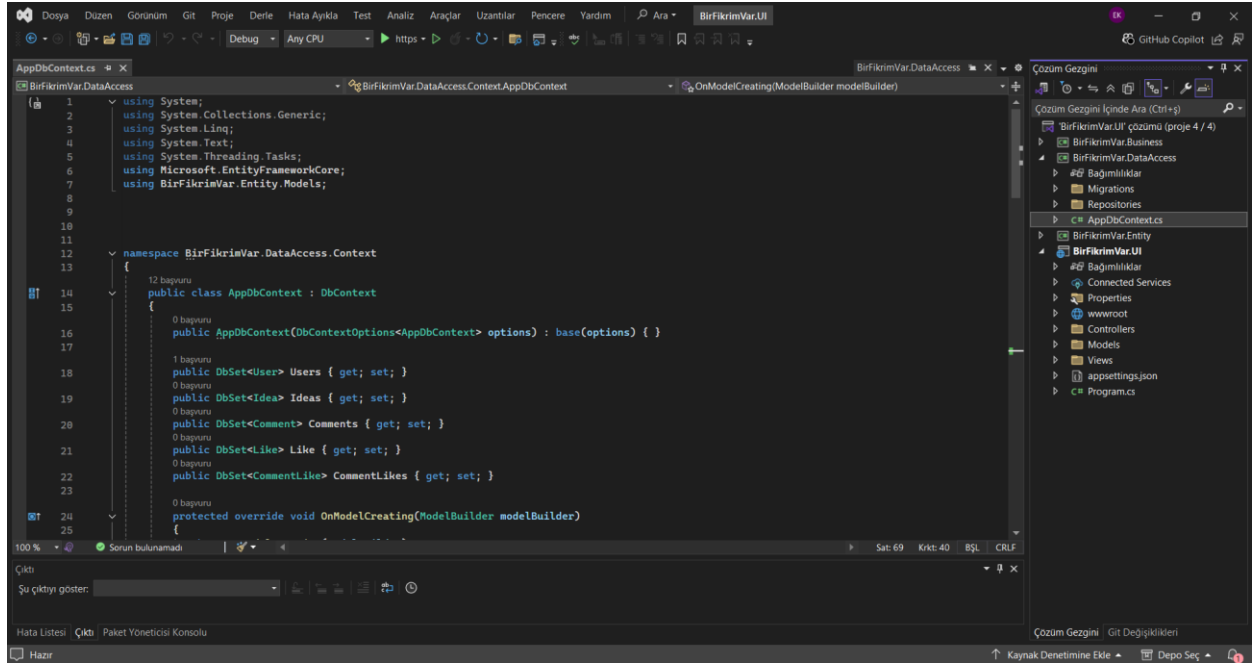 Dosya Düzen Görünüm Git Proje Derle Hata Ayıkla Test Analiz Araçlar Uzantılar Pencere Yardım Ara BirFikrimVar.UI EK
Debug Any CPU https GitHub Copilot
AppDbContext.cs BirFikrimVar.DataAccess
BirFikrimVar.DataAccess BirFikrimVar.DataAccess.Context.AppDbContext OnModelCreating(ModelBuilder modelBuilder)
1 using System;
2 using System.Collections.Generic;
3 using System.Linq;
4 using System.Text;
5 using System.Threading.Tasks;
6 using Microsoft.EntityFrameworkCore;
7 using BirFikrimVar.Entity.Models;
8
9
10
11
12 namespace BirFikrimVar.DataAccess.Context
13 {
12 başvuru
14 public class AppDbContext : DbContext
15 {
0 başvuru
16 public AppDbContext(DbContextOptions<AppDbContext> options) : base(options) { }
17
1 başvuru
18 public DbSet<User> Users { get; set; }
0 başvuru
19 public DbSet<Idea> Ideas { get; set; }
0 başvuru
20 public DbSet<Comment> Comments { get; set; }
0 başvuru
21 public DbSet<Like> Like { get; set; }
0 başvuru
22 public DbSet<CommentLike> CommentLikes { get; set; }
23
0 başvuru
24 protected override void OnModelCreating(ModelBuilder modelBuilder)
25 {
100 % Sorun bulunamadı Sat: 69 Krkt: 40 BŞL CRLF
Çıktı
Şu çıktıyı göster:
Hata Listesi Çıktı Paket Yöneticisi Konsolu
Çözüm Gezgini
Çözüm Gezgini İçinde Ara (Ctrl+ş)
'BirFikrimVar.UI' çözümü (proje 4 / 4)
BirFikrimVar.Business
BirFikrimVar.DataAccess
Bağımlılıklar
Migrations
Repositories
C# AppDbContext.cs
BirFikrimVar.Entity
BirFikrimVar.UI
Bağımlılıklar
Connected Services
Properties
wwwroot
Controllers
Models
Views
appsettings.json
C# Program.cs
Çözüm Gezgini Git Değişiklikleri
Hazır Kaynak Denetimine Ekle Depo Seç